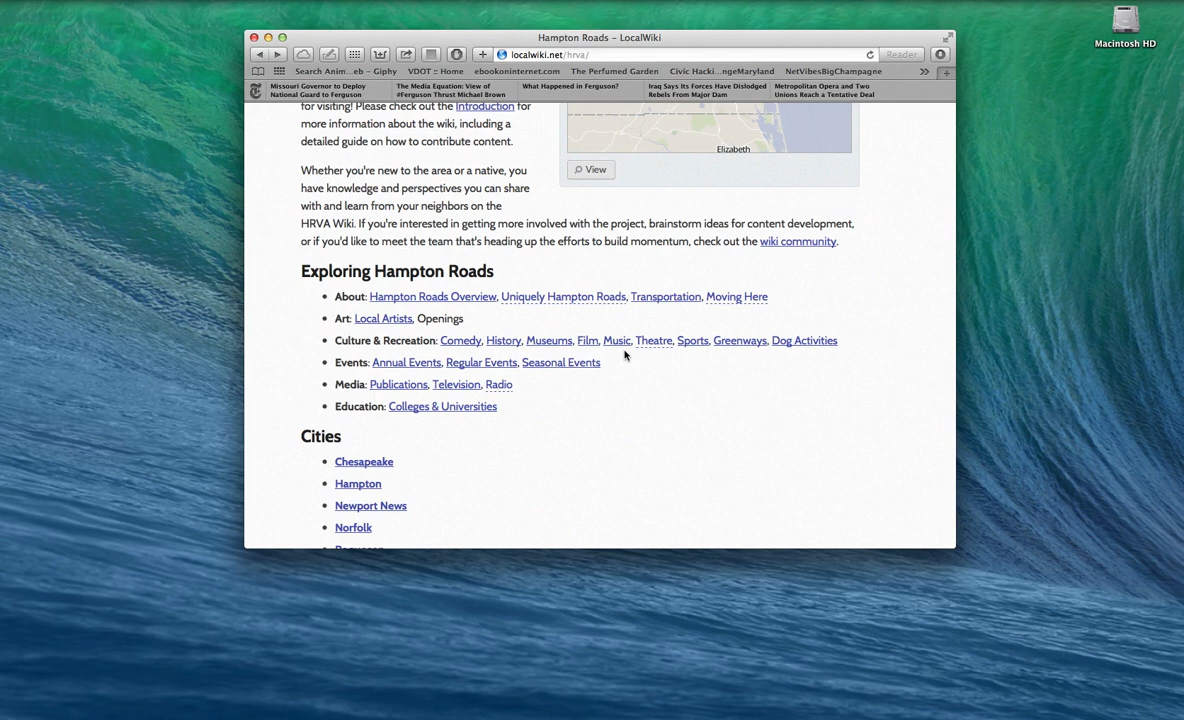 Hampton Roads – LocalWiki
localwiki.net/hrva/
Reader
Search Anim...eb - Giphy
VDOT :: Home
ebookoninternet.com
The Perfumed Garden
Civic Hacki...ngeMaryland
NetVibesBigChampagne
Missouri Governor to Deploy
National Guard to Ferguson
The Media Equation: View of
#Ferguson Thrust Michael Brown
What Happened in Ferguson?
Iraq Says Its Forces Have Dislodged
Rebels From Major Dam
Metropolitan Opera and Two
Unions Reach a Tentative Deal
for visiting! Please check out the Introduction for
more information about the wiki, including a
detailed guide on how to contribute content.
Elizabeth
View
Whether you're new to the area or a native, you
have knowledge and perspectives you can share
with and learn from your neighbors on the
HRVA Wiki. If you're interested in getting more involved with the project, brainstorm ideas for content development,
or if you'd like to meet the team that's heading up the efforts to build momentum, check out the wiki community.
Exploring Hampton Roads
About: Hampton Roads Overview, Uniquely Hampton Roads, Transportation, Moving Here
Art: Local Artists, Openings
Culture & Recreation: Comedy, History, Museums, Film, Music, Theatre, Sports, Greenways, Dog Activities
Events: Annual Events, Regular Events, Seasonal Events
Media: Publications, Television, Radio
Education: Colleges & Universities
Cities
Chesapeake
Hampton
Newport News
Norfolk
Macintosh HD